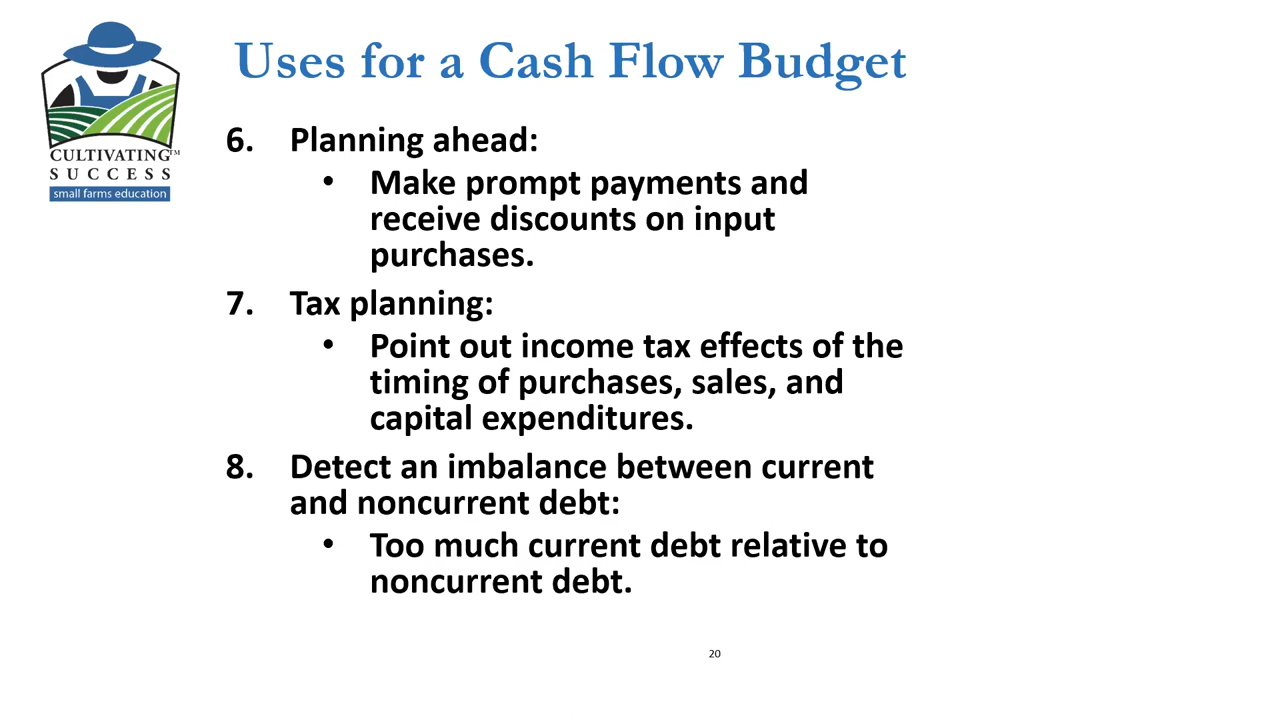 Uses for a Cash Flow Budget
CULTIVATING™
SUCCESS
small farms education
6. Planning ahead:
• Make prompt payments and
receive discounts on input
purchases.
7. Tax planning:
• Point out income tax effects of the
timing of purchases, sales, and
capital expenditures.
8. Detect an imbalance between current
and noncurrent debt:
• Too much current debt relative to
noncurrent debt.
20